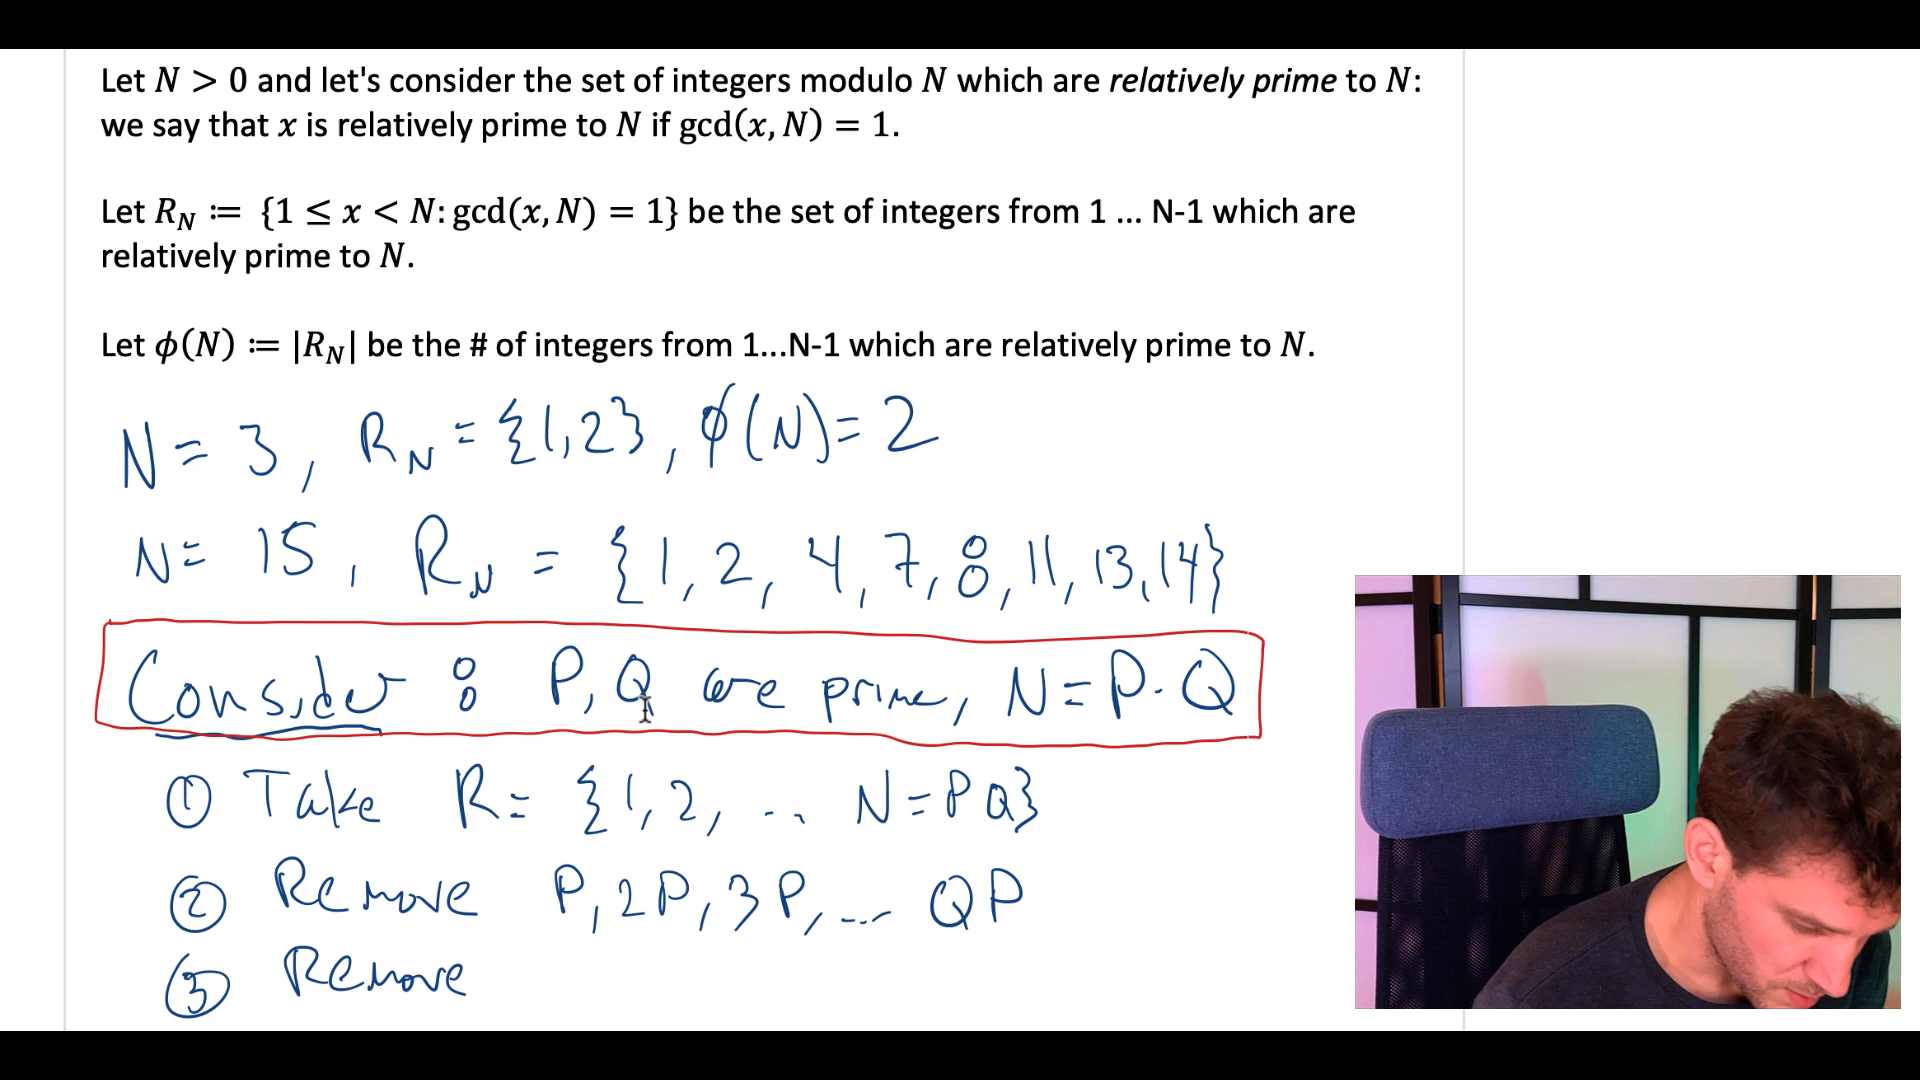 Let N > 0 and let's consider the set of integers modulo N which are relatively prime to N:
we say that x is relatively prime to N if gcd(x, N) = 1.
Let R_N ≔ {1 ≤ x < N: gcd(x, N) = 1} be the set of integers from 1 ... N-1 which are
relatively prime to N.
Let ϕ(N) ≔ |R_N| be the # of integers from 1...N-1 which are relatively prime to N.
N = 3, R_N = {1,2}, ϕ(N) = 2
N = 15, R_N = {1, 2, 4, 7, 8, 11, 13, 14}
Consider : P, Q are prime, N = P · Q
① Take R = {1, 2, ... N = PQ}
② Remove P, 2P, 3P, ... QP
③ Remove